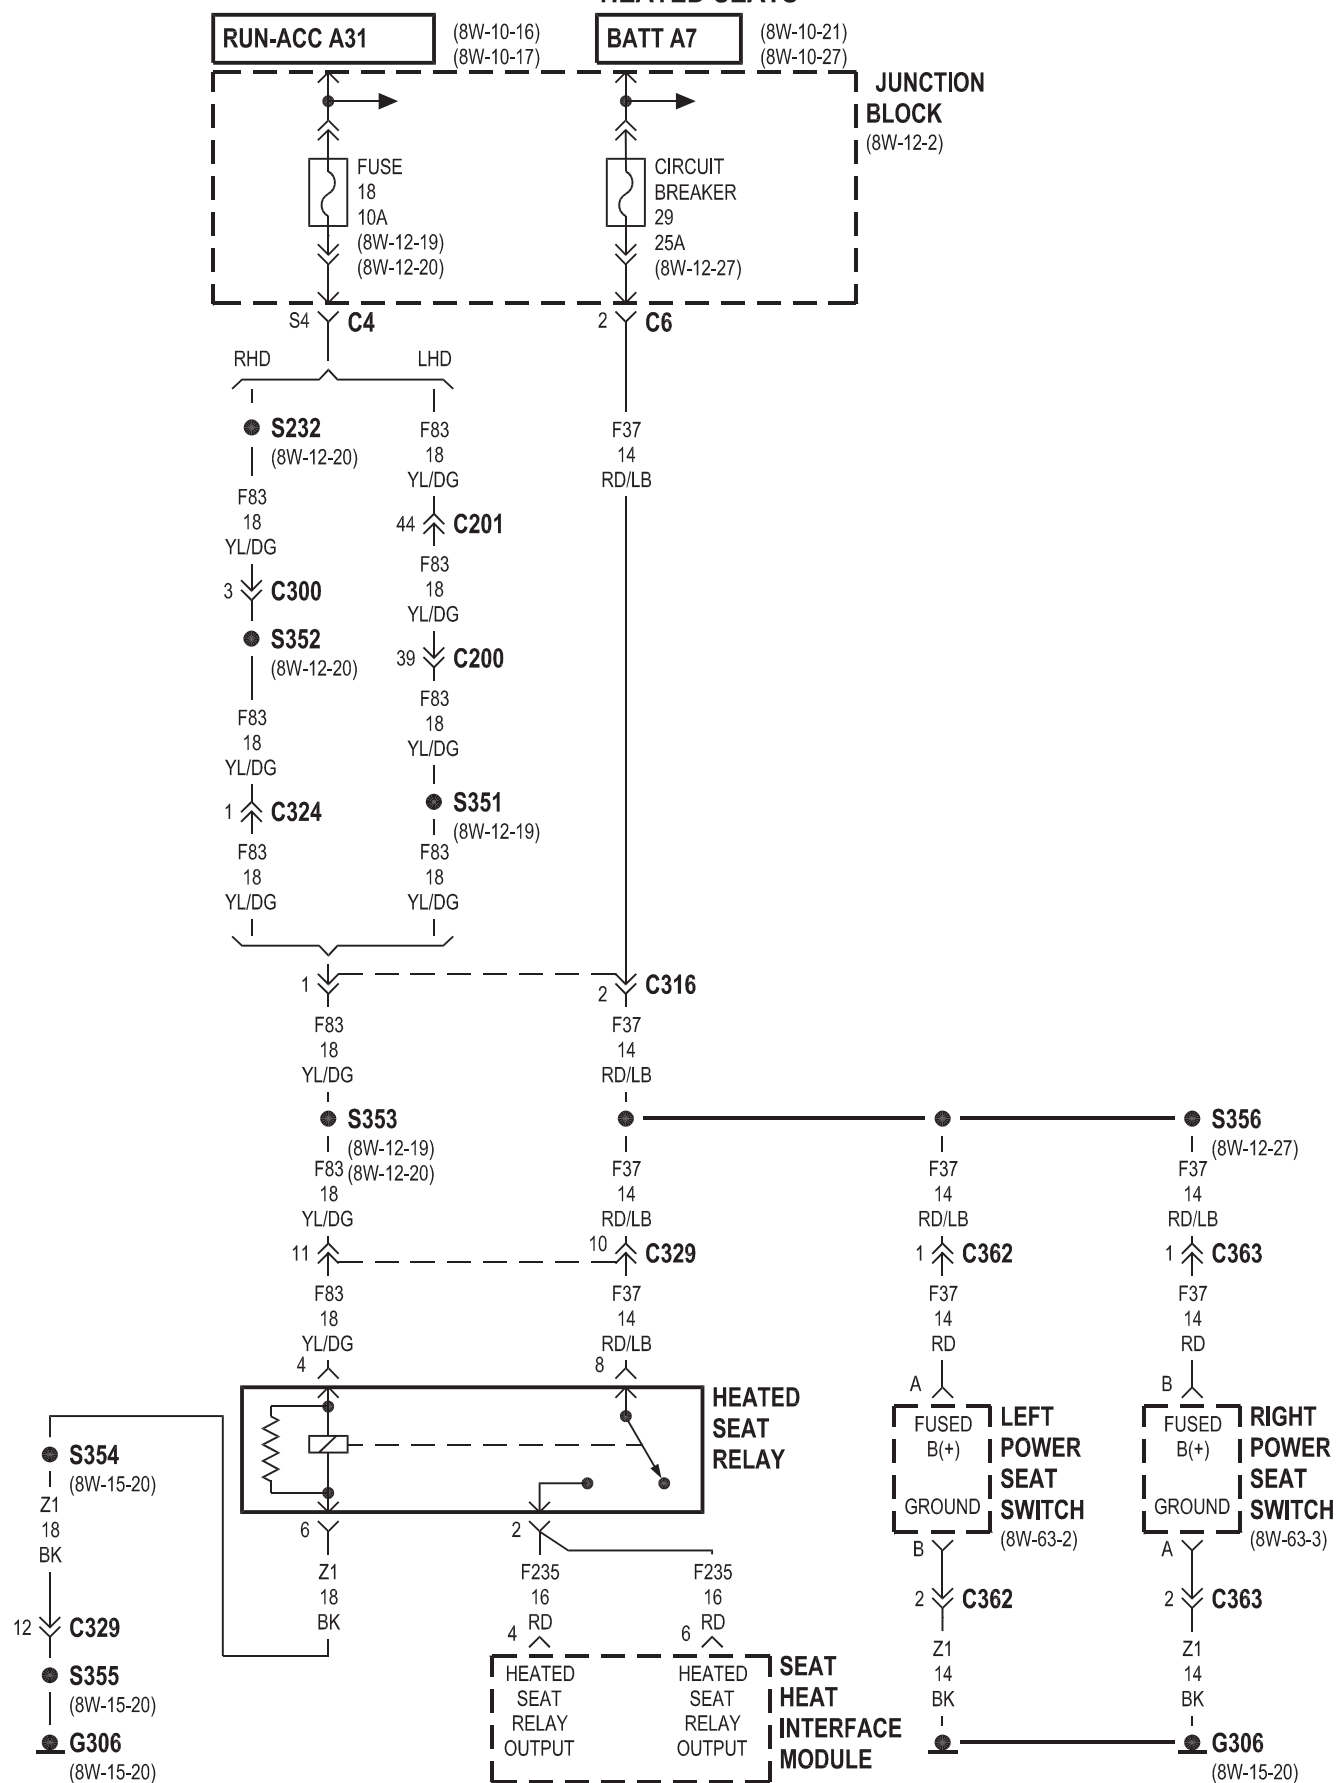 HEATED SEATS
RUN-ACC A31
(8W-10-16)
(8W-10-17)
BATT A7
(8W-10-21)
(8W-10-27)
JUNCTION
BLOCK
(8W-12-2)
FUSE
18
10A
(8W-12-19)
(8W-12-20)
CIRCUIT
BREAKER
29
25A
(8W-12-27)
S4
C4
2
C6
RHD
LHD
S232
(8W-12-20)
F83
18
YL/DG
3
C300
S352
(8W-12-20)
F83
18
YL/DG
1
C324
F83
18
YL/DG
F83
18
YL/DG
44
C201
F83
18
YL/DG
39
C200
F83
18
YL/DG
S351
(8W-12-19)
F83
18
YL/DG
F37
14
RD/LB
1
2
C316
F83
18
YL/DG
F37
14
RD/LB
S353
(8W-12-19)
(8W-12-20)
S356
(8W-12-27)
F83
18
YL/DG
F37
14
RD/LB
F37
14
RD/LB
F37
14
RD/LB
11
10
C329
1
C362
1
C363
F83
18
YL/DG
F37
14
RD/LB
F37
14
RD
F37
14
RD
4
8
A
B
HEATED
SEAT
RELAY
FUSED
B(+)
GROUND
LEFT
POWER
SEAT
SWITCH
(8W-63-2)
FUSED
B(+)
GROUND
RIGHT
POWER
SEAT
SWITCH
(8W-63-3)
S354
(8W-15-20)
Z1
18
BK
12
C329
S355
(8W-15-20)
G306
(8W-15-20)
6
Z1
18
BK
2
F235
16
RD
4
F235
16
RD
6
HEATED
SEAT
RELAY
OUTPUT
HEATED
SEAT
RELAY
OUTPUT
SEAT
HEAT
INTERFACE
MODULE
B
2
C362
Z1
14
BK
A
2
C363
Z1
14
BK
G306
(8W-15-20)